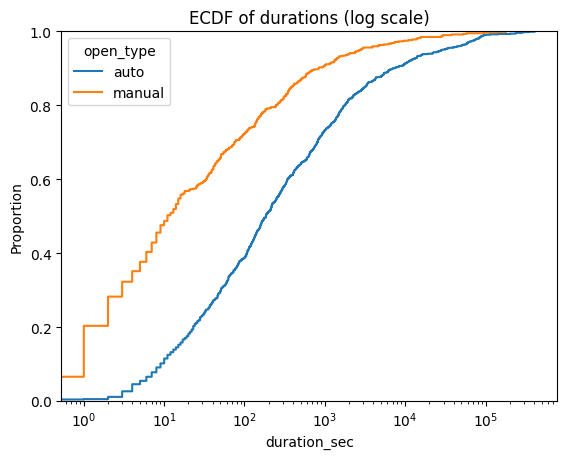 ECDF of durations (log scale)
open_type
auto
manual
Proportion
1.0
0.8
0.6
0.4
0.2
0.0
10⁰
10¹
10²
10³
10⁴
10⁵
duration_sec